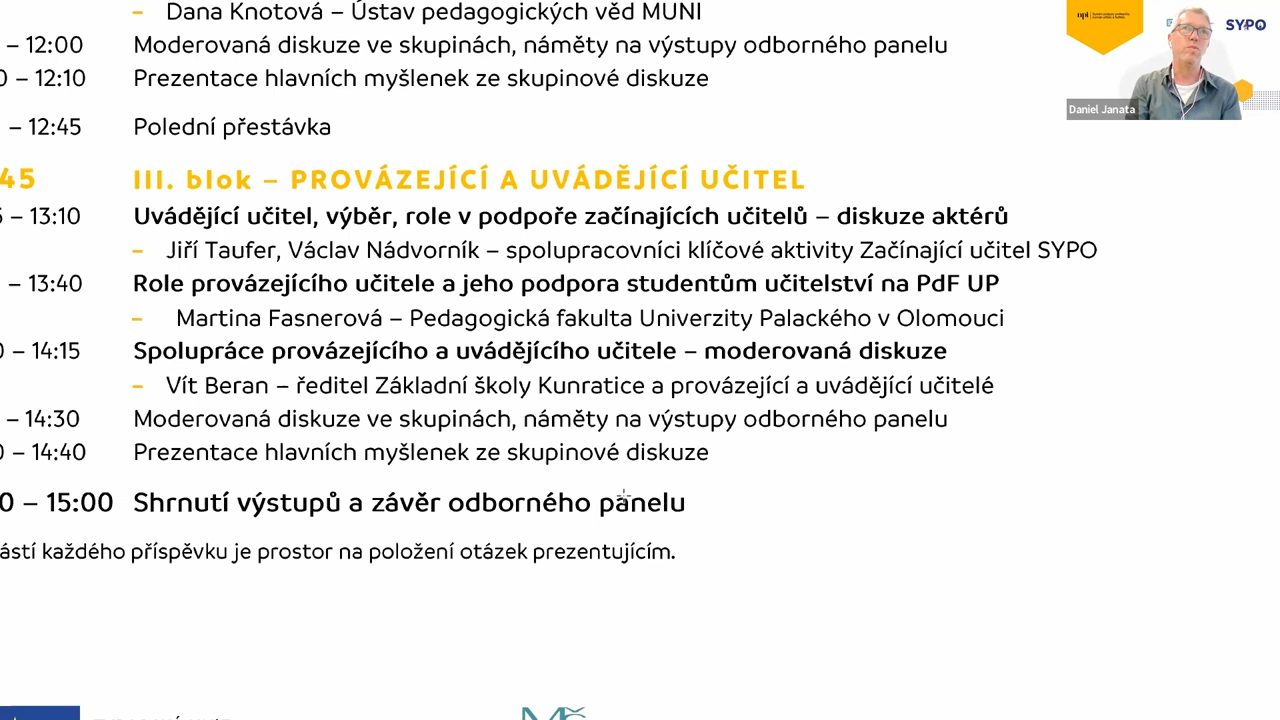 – Dana Knotová – Ústav pedagogických věd MUNI
– 12:00 Moderovaná diskuze ve skupinách, náměty na výstupy odborného panelu
0 – 12:10 Prezentace hlavních myšlenek ze skupinové diskuze
– 12:45 Polední přestávka
45 III. blok – PROVÁZEJÍCÍ A UVÁDĚJÍCÍ UČITEL
5 – 13:10 Uvádějící učitel, výběr, role v podpoře začínajících učitelů – diskuze aktérů
– Jiří Taufer, Václav Nádvorník – spolupracovníci klíčové aktivity Začínající učitel SYPO
– 13:40 Role provázejícího učitele a jeho podpora studentům učitelství na PdF UP
– Martina Fasnerová – Pedagogická fakulta Univerzity Palackého v Olomouci
0 – 14:15 Spolupráce provázejícího a uvádějícího učitele – moderovaná diskuze
– Vít Beran – ředitel Základní školy Kunratice a provázející a uvádějící učitelé
– 14:30 Moderovaná diskuze ve skupinách, náměty na výstupy odborného panelu
0 – 14:40 Prezentace hlavních myšlenek ze skupinové diskuze
0 – 15:00 Shrnutí výstupů a závěr odborného panelu
ástí každého příspěvku je prostor na položení otázek prezentujícím.
npi
SYPO
Daniel Janata